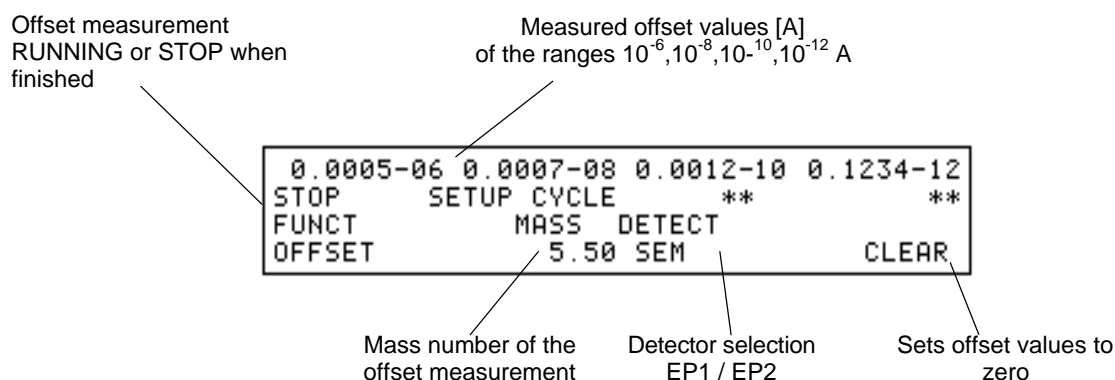 Offset measurement
RUNNING or STOP when
finished
Measured offset values [A]
of the ranges 10⁻⁶,10⁻⁸,10-¹⁰,10⁻¹² A
0.0005-06 0.0007-08 0.0012-10 0.1234-12
STOP SETUP CYCLE ** **
FUNCT MASS DETECT
OFFSET 5.50 SEM CLEAR
Mass number of the
offset measurement
Detector selection
EP1 / EP2
Sets offset values to
zero